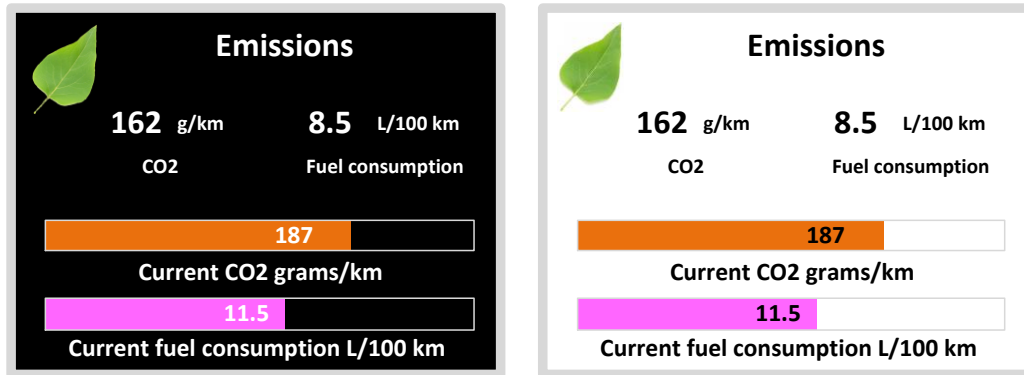 Emissions
162 g/km 8.5 L/100 km
CO2 Fuel consumption
187
Current CO2 grams/km
11.5
Current fuel consumption L/100 km
Emissions
162 g/km 8.5 L/100 km
CO2 Fuel consumption
187
Current CO2 grams/km
11.5
Current fuel consumption L/100 km